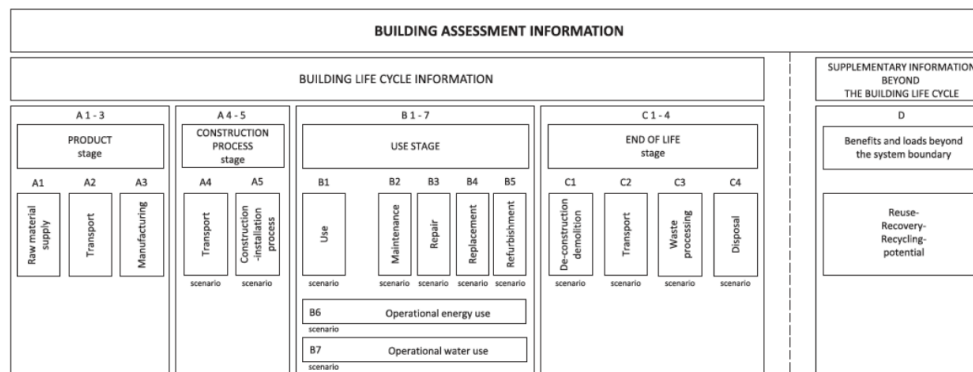 BUILDING ASSESSMENT INFORMATION
BUILDING LIFE CYCLE INFORMATION
SUPPLEMENTARY INFORMATION
BEYOND
THE BUILDING LIFE CYCLE
A 1 - 3
PRODUCT
stage
A1
A2
A3
Raw material
supply
Transport
Manufacturing
A 4 - 5
CONSTRUCTION
PROCESS
stage
A4
A5
Transport
Construction
-installation
process
scenario
scenario
B 1 - 7
USE STAGE
B1
B2
B3
B4
B5
Use
Maintenance
Repair
Replacement
Refurbishment
scenario
scenario
scenario
scenario
scenario
B6
Operational energy use
scenario
B7
Operational water use
scenario
C 1 - 4
END OF LIFE
stage
C1
C2
C3
C4
De-construction
demolition
Transport
Waste
processing
Disposal
scenario
scenario
scenario
scenario
D
Benefits and loads beyond
the system boundary
Reuse-
Recovery-
Recycling-
potential